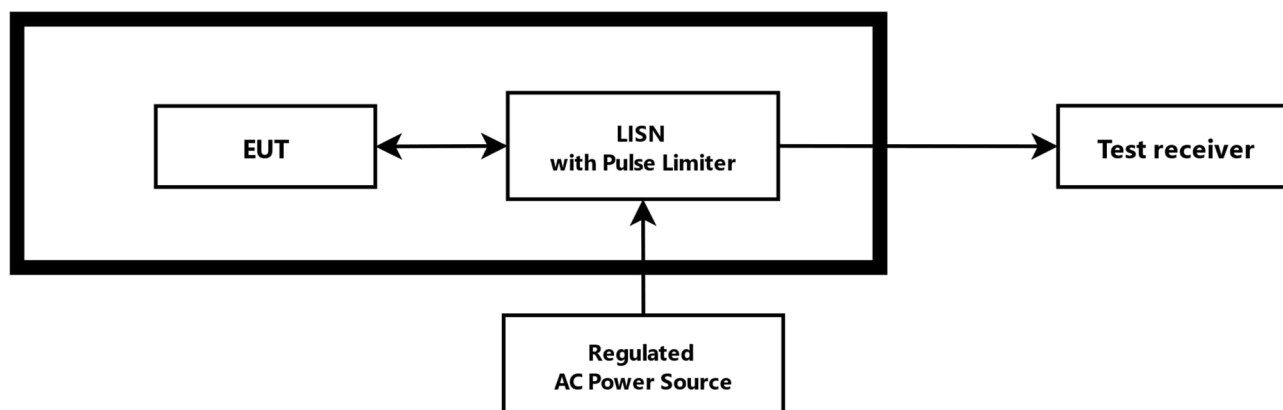 EUT
LISN
with Pulse Limiter
Test receiver
Regulated
AC Power Source